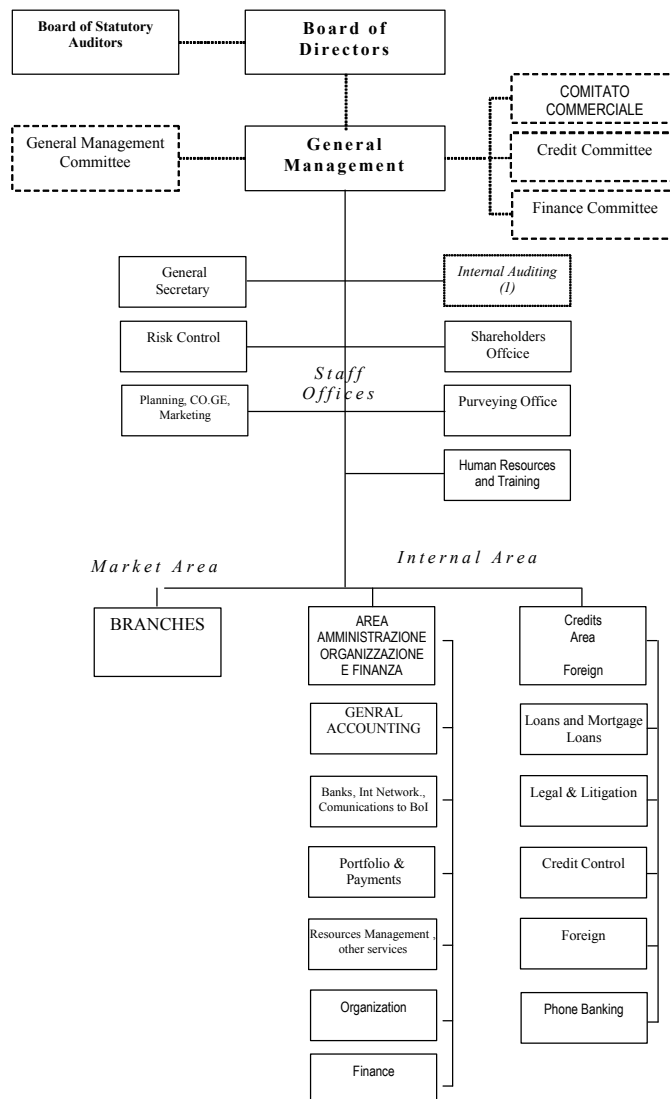 Board of Statutory
Auditors
Board of
Directors
General Management
Committee
General
Management
COMITATO
COMMERCIALE
Credit Committee
Finance Committee
General
Secretary
Internal Auditing
(1)
Risk Control
Shareholders
Offcice
Staff
Offices
Planning, CO.GE,
Marketing
Purveying Office
Human Resources
and Training
Market Area
Internal Area
BRANCHES
AREA
AMMINISTRAZIONE
ORGANIZZAZIONE
E FINANZA
Credits
Area
Foreign
GENRAL
ACCOUNTING
Loans and Mortgage
Loans
Banks, Int Network.,
Comunications to BoI
Legal & Litigation
Portfolio &
Payments
Credit Control
Resources Management ,
other services
Foreign
Organization
Phone Banking
Finance